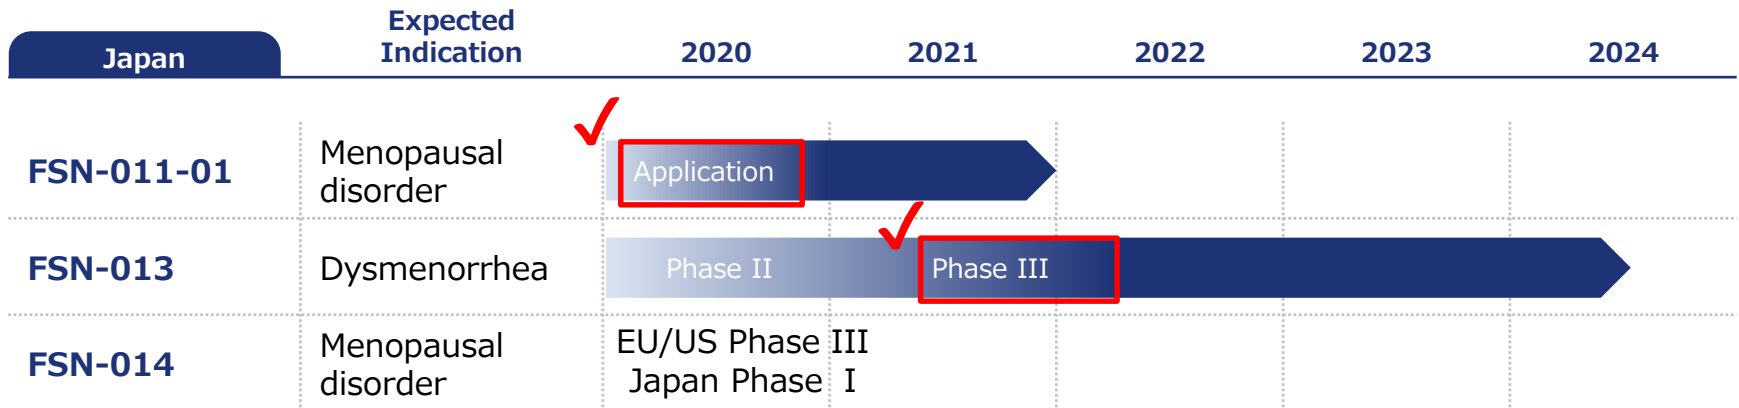 Japan
Expected
Indication
2020
2021
2022
2023
2024
FSN-011-01
Menopausal
disorder
Application
FSN-013
Dysmenorrhea
Phase II
Phase III
FSN-014
Menopausal
disorder
EU/US Phase III
Japan Phase I